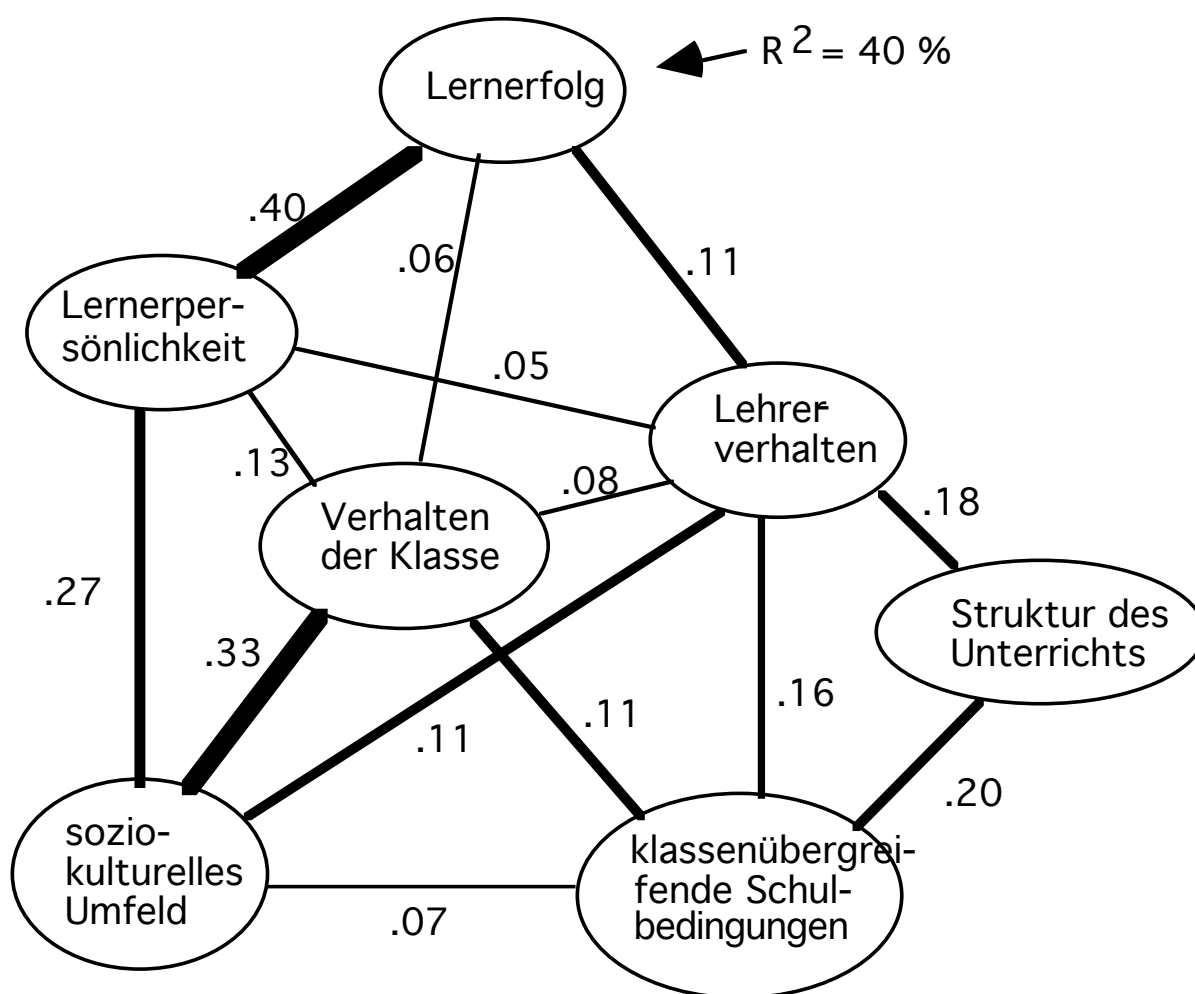 R 2 = 40 %
Lernerfolg
.40
.06
.11
Lernerper-
sönlichkeit
.05
Lehrer-
verhalten
.13
.08
.18
Verhalten
der Klasse
.27
.33
Struktur des
Unterrichts
.11
.11
.16
.20
sozio-
kulturelles
Umfeld
.07
klassenübergrei-
fende Schul-
bedingungen